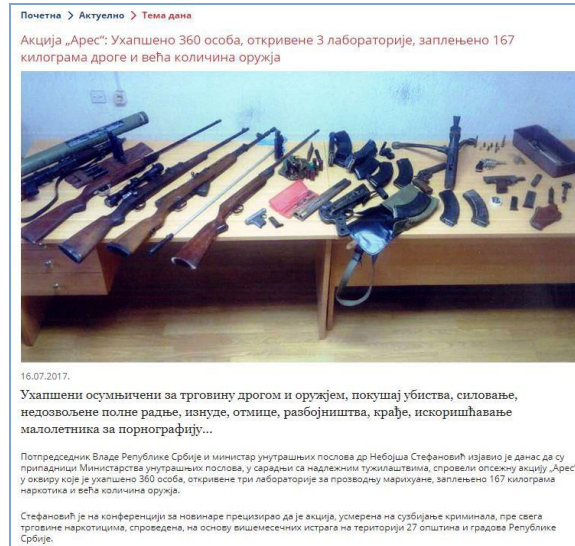 Почетна > Актуелно > Тема дана
Акција „Арес“: Ухапшено 360 особа, откривене 3 лабораторије, заплењено 167
килограма дроге и већа количина оружја
16.07.2017.
Ухапшени осумњичени за трговину дрогом и оружјем, покушај убиства, силовање,
недозвољене полне радње, изнуде, отмице, разбојништва, крађе, искоришћавање
малолетника за порнографију...
Потпредседник Владе Републике Србије и министар унутрашњих послова др Небојша Стефановић изјавио је данас да су
припадници Министарства унутрашњих послова, у сарадњи са надлежним тужилаштвима, спровели опсежну акцију „Арес“
у оквиру које је ухапшено 360 особа, откривене три лабораторије за прозводњу марихуане, заплењено 167 килограма
наркотика и већа количина оружја.
Стефановић је на конференцији за новинаре прецизирао да је акција, усмерена на сузбијање криминала, пре свега
трговине наркотицима, спроведена, на основу вишемесечних истрага на територији 27 општина и градова Републике
Србије.